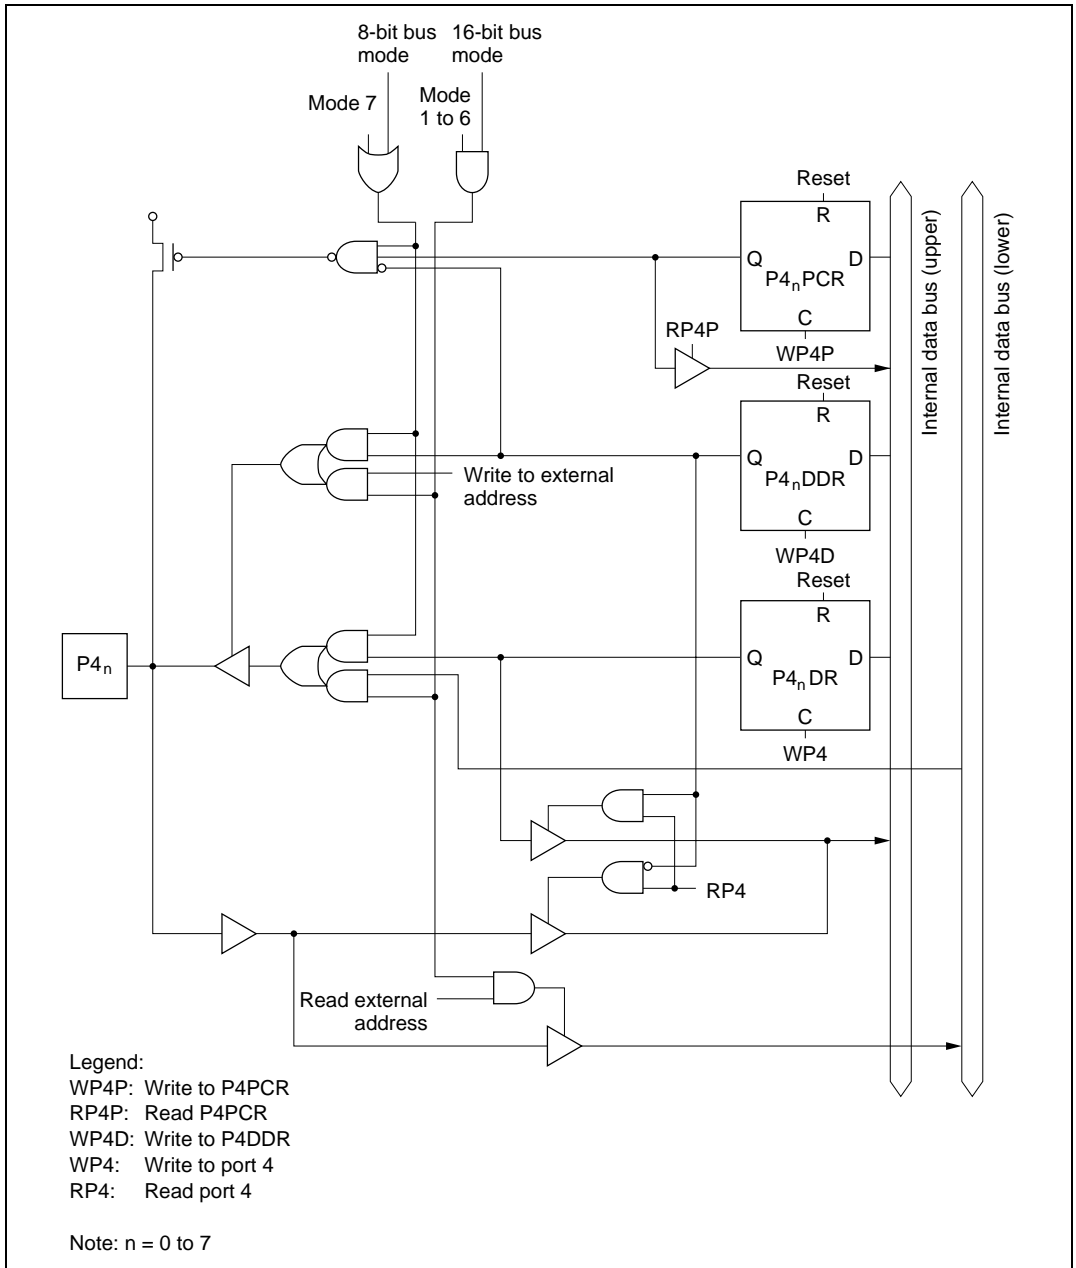 8-bit bus
mode
16-bit bus
mode
Mode 7
Mode
1 to 6
Reset
R
Q
D
P4nPCR
C
WP4P
RP4P
Internal data bus (upper)
Internal data bus (lower)
Reset
R
Q
D
P4nDDR
C
WP4D
Write to external
address
Reset
R
Q
D
P4n DR
C
WP4
P4n
RP4
Read external
address
Legend:
WP4P: Write to P4PCR
RP4P: Read P4PCR
WP4D: Write to P4DDR
WP4: Write to port 4
RP4: Read port 4
Note: n = 0 to 7